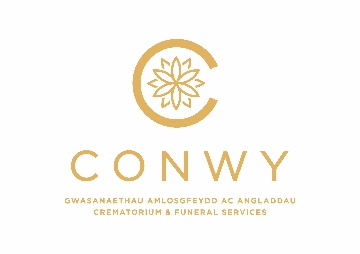 CONWY
GWASANAETHAU AMLOSGFEYDD AC ANGLADDAU
CREMATORIUM & FUNERAL SERVICES